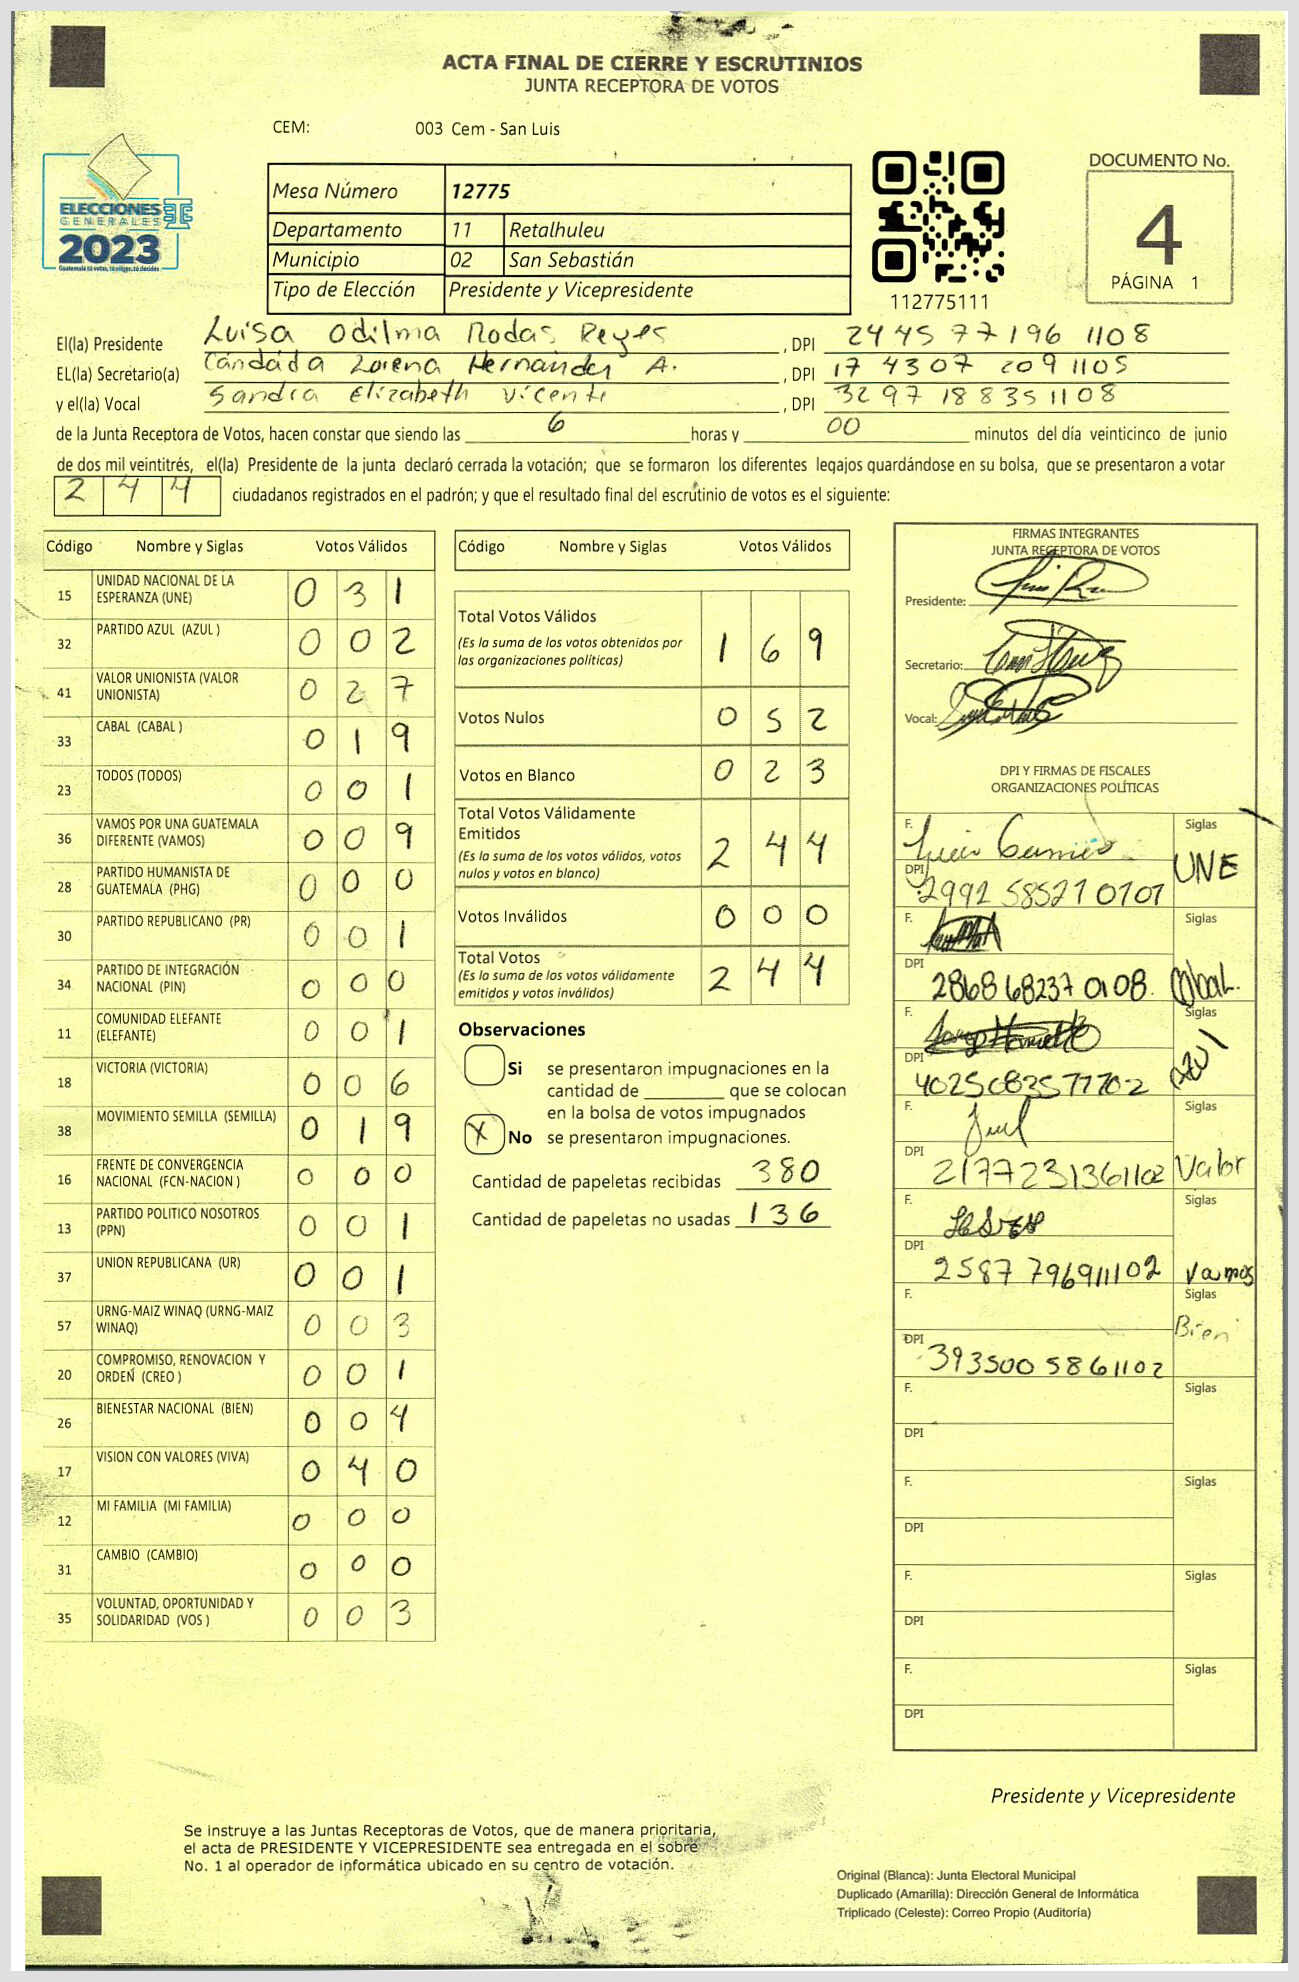 ACTA FINAL DE CIERRE Y ESCRUTINIOS
JUNTA RECEPTORA DE VOTOS
CEM: 003 Cem - San Luis
ELECCIONES
GENERALES
2023
Guatemala tú votas, tú eliges, tú decides
Mesa Número 12775
Departamento 11 Retalhuleu
Municipio 02 San Sebastián
Tipo de Elección Presidente y Vicepresidente
112775111
DOCUMENTO No.
4
PÁGINA 1
El(la) Presidente Luisa Odilma Rodas Reyes , DPI 2445 77196 1108
EL(la) Secretario(a) Candida Lorena Hernández A. , DPI 17 4307 209 1105
y el(la) Vocal Sandra Elizabeth Vicente , DPI 3297 18835 1108
de la Junta Receptora de Votos, hacen constar que siendo las 6 horas y 00 minutos del día veinticinco de junio
de dos mil veintitrés, el(la) Presidente de la junta declaró cerrada la votación; que se formaron los diferentes legajos guardándose en su bolsa, que se presentaron a votar
2 4 4 ciudadanos registrados en el padrón; y que el resultado final del escrutinio de votos es el siguiente:
Código Nombre y Siglas Votos Válidos
15 UNIDAD NACIONAL DE LA ESPERANZA (UNE) 0 3 1
32 PARTIDO AZUL (AZUL ) 0 0 2
41 VALOR UNIONISTA (VALOR UNIONISTA) 0 2 7
33 CABAL (CABAL ) 0 1 9
23 TODOS (TODOS) 0 0 1
36 VAMOS POR UNA GUATEMALA DIFERENTE (VAMOS) 0 0 9
28 PARTIDO HUMANISTA DE GUATEMALA (PHG) 0 0 0
30 PARTIDO REPUBLICANO (PR) 0 0 1
34 PARTIDO DE INTEGRACIÓN NACIONAL (PIN) 0 0 0
11 COMUNIDAD ELEFANTE (ELEFANTE) 0 0 1
18 VICTORIA (VICTORIA) 0 0 6
38 MOVIMIENTO SEMILLA (SEMILLA) 0 1 9
16 FRENTE DE CONVERGENCIA NACIONAL (FCN-NACION ) 0 0 0
13 PARTIDO POLITICO NOSOTROS (PPN) 0 0 1
37 UNION REPUBLICANA (UR) 0 0 1
57 URNG-MAIZ WINAQ (URNG-MAIZ WINAQ) 0 0 3
20 COMPROMISO, RENOVACION Y ORDEN (CREO ) 0 0 1
26 BIENESTAR NACIONAL (BIEN) 0 0 4
17 VISION CON VALORES (VIVA) 0 4 0
12 MI FAMILIA (MI FAMILIA) 0 0 0
31 CAMBIO (CAMBIO) 0 0 0
35 VOLUNTAD, OPORTUNIDAD Y SOLIDARIDAD (VOS ) 0 0 3
Código Nombre y Siglas Votos Válidos
Total Votos Válidos
(Es la suma de los votos obtenidos por las organizaciones políticas) 1 6 9
Votos Nulos 0 5 2
Votos en Blanco 0 2 3
Total Votos Válidamente Emitidos
(Es la suma de los votos válidos, votos nulos y votos en blanco) 2 4 4
Votos Inválidos 0 0 0
Total Votos
(Es la suma de los votos válidamente emitidos y votos inválidos) 2 4 4
Observaciones
Si se presentaron impugnaciones en la
cantidad de ________ que se colocan
en la bolsa de votos impugnados
X No se presentaron impugnaciones.
Cantidad de papeletas recibidas 380
Cantidad de papeletas no usadas 136
FIRMAS INTEGRANTES
JUNTA RECEPTORA DE VOTOS
Presidente:
Secretario:
Vocal:
DPI Y FIRMAS DE FISCALES
ORGANIZACIONES POLÍTICAS
F. Siglas
DPI 2992 58527 0101 UNE
F. Siglas
DPI 2868 68237 0108. Cabal.
F. Siglas
DPI 4025083577702 AZUL
F. Siglas
DPI 2177231361102 Valor
F. Siglas
DPI 2587 796911102 Vamos
F. Siglas
DPI 3935005861102 Bien
F. Siglas
DPI
F. Siglas
DPI
F. Siglas
DPI
F. Siglas
DPI
Presidente y Vicepresidente
Se instruye a las Juntas Receptoras de Votos, que de manera prioritaria,
el acta de PRESIDENTE Y VICEPRESIDENTE sea entregada en el sobre
No. 1 al operador de informática ubicado en su centro de votación.
Original (Blanca): Junta Electoral Municipal
Duplicado (Amarilla): Dirección General de Informática
Triplicado (Celeste): Correo Propio (Auditoría)